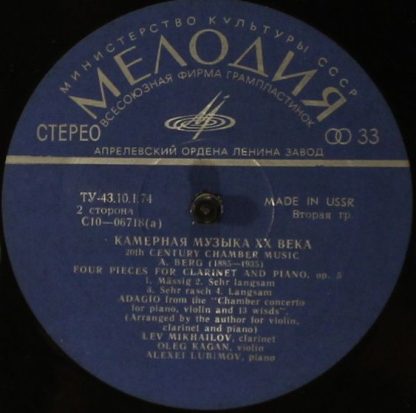 МИНИСТЕРСТВО КУЛЬТУРЫ СССР
МЕЛОДИЯ
ВСЕСОЮЗНАЯ ФИРМА ГРАМПЛАСТИНОК
СТЕРЕО
33
АПРЕЛЕВСКИЙ ОРДЕНА ЛЕНИНА ЗАВОД
ТУ-43.10.1.74
MADE IN USSR
2 сторона
Вторая гр.
С10—06718(а)
КАМЕРНАЯ МУЗЫКА XX ВЕКА
20th CENTURY CHAMBER MUSIC
A. BERG (1885—1935)
FOUR PIECES FOR CLARINET AND PIANO, op. 5
1. Mässig 2. Sehr langsam
3. Sehr rasch 4. Langsam
ADAGIO from the "Chamber concerto
for piano, violin and 13 winds").
(Arranged by the author for violin,
clarinet and piano)
LEV MIKHAILOV, clarinet
OLEG KAGAN, violin
ALEXEI LUBIMOV, piano